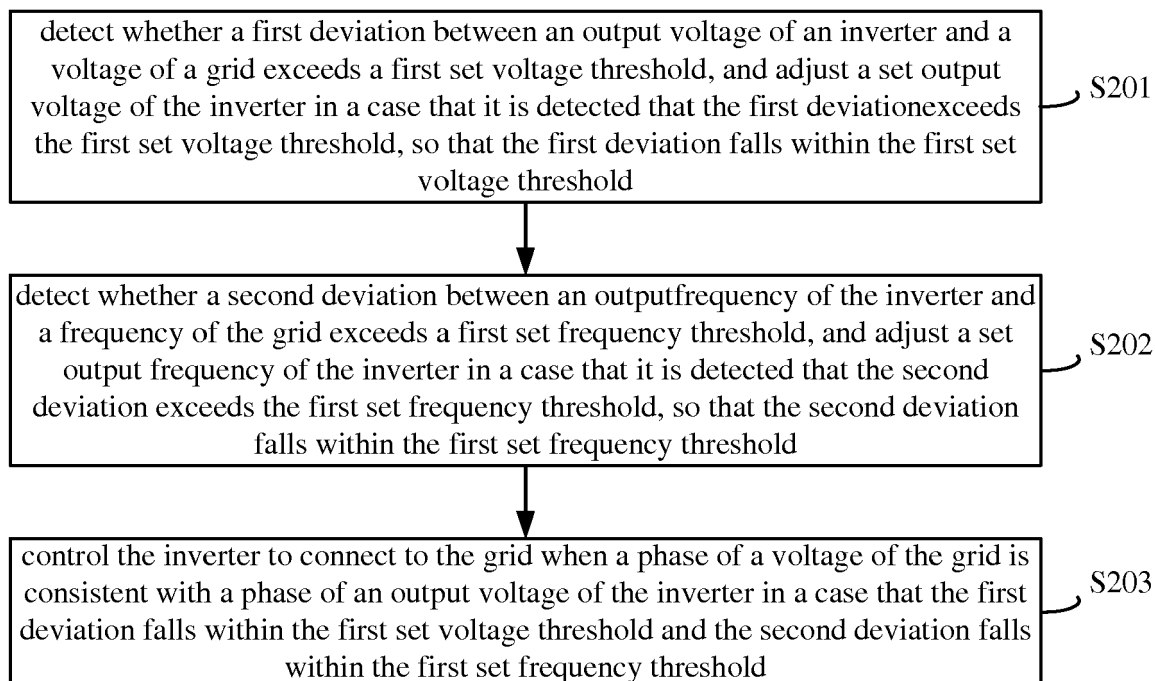 detect whether a first deviation between an output voltage of an inverter and a
voltage of a grid exceeds a first set voltage threshold, and adjust a set output
voltage of the inverter in a case that it is detected that the first deviationexceeds
the first set voltage threshold, so that the first deviation falls within the first set
voltage threshold
S201
detect whether a second deviation between an outputfrequency of the inverter and
a frequency of the grid exceeds a first set frequency threshold, and adjust a set
output frequency of the inverter in a case that it is detected that the second
deviation exceeds the first set frequency threshold, so that the second deviation
falls within the first set frequency threshold
S202
control the inverter to connect to the grid when a phase of a voltage of the grid is
consistent with a phase of an output voltage of the inverter in a case that the first
deviation falls within the first set voltage threshold and the second deviation falls
within the first set frequency threshold
S203